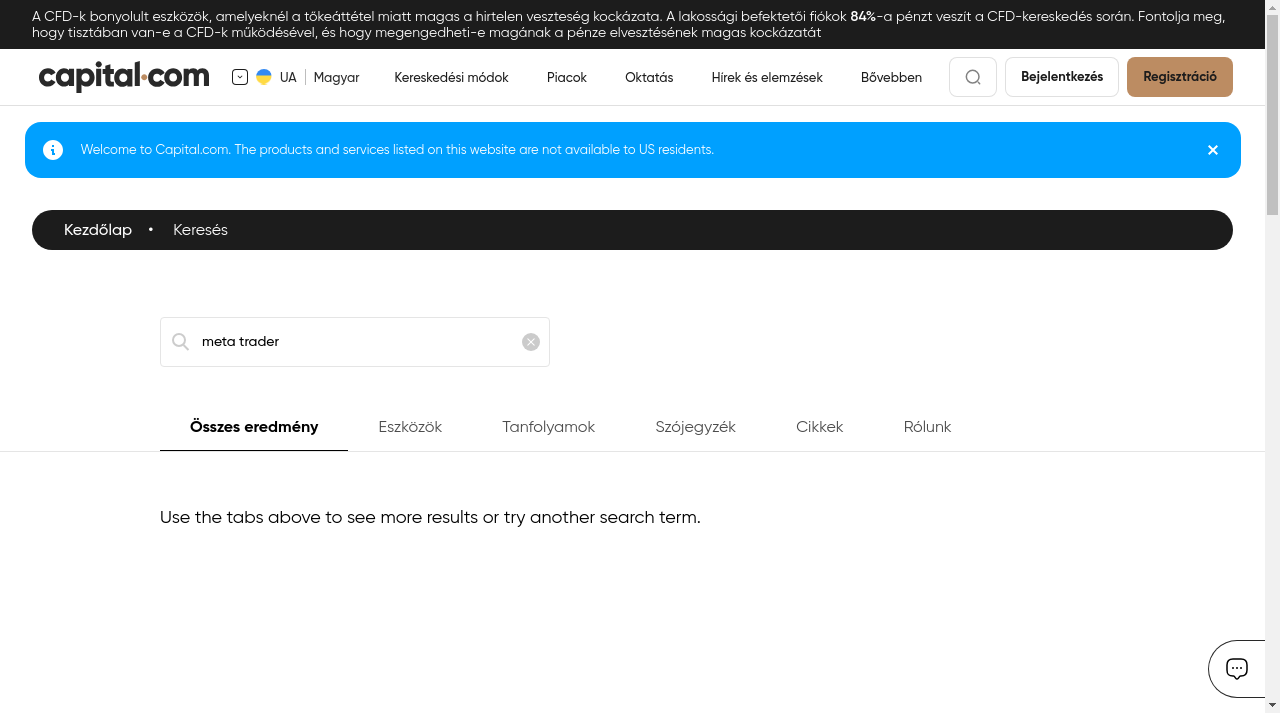 A CFD-k bonyolult eszközök, amelyeknél a tőkeáttétel miatt magas a hirtelen veszteség kockázata. A lakossági befektetői fiókok 84%-a pénzt veszít a CFD-kereskedés során. Fontolja meg,
hogy tisztában van-e a CFD-k működésével, és hogy megengedheti-e magának a pénze elvesztésének magas kockázatát
capital.com
UA
Magyar
Kereskedési módok
Piacok
Oktatás
Hírek és elemzések
Bővebben
Bejelentkezés
Regisztráció
Welcome to Capital.com. The products and services listed on this website are not available to US residents.
Kezdőlap • Keresés
meta trader
Összes eredmény
Eszközök
Tanfolyamok
Szójegyzék
Cikkek
Rólunk
Use the tabs above to see more results or try another search term.